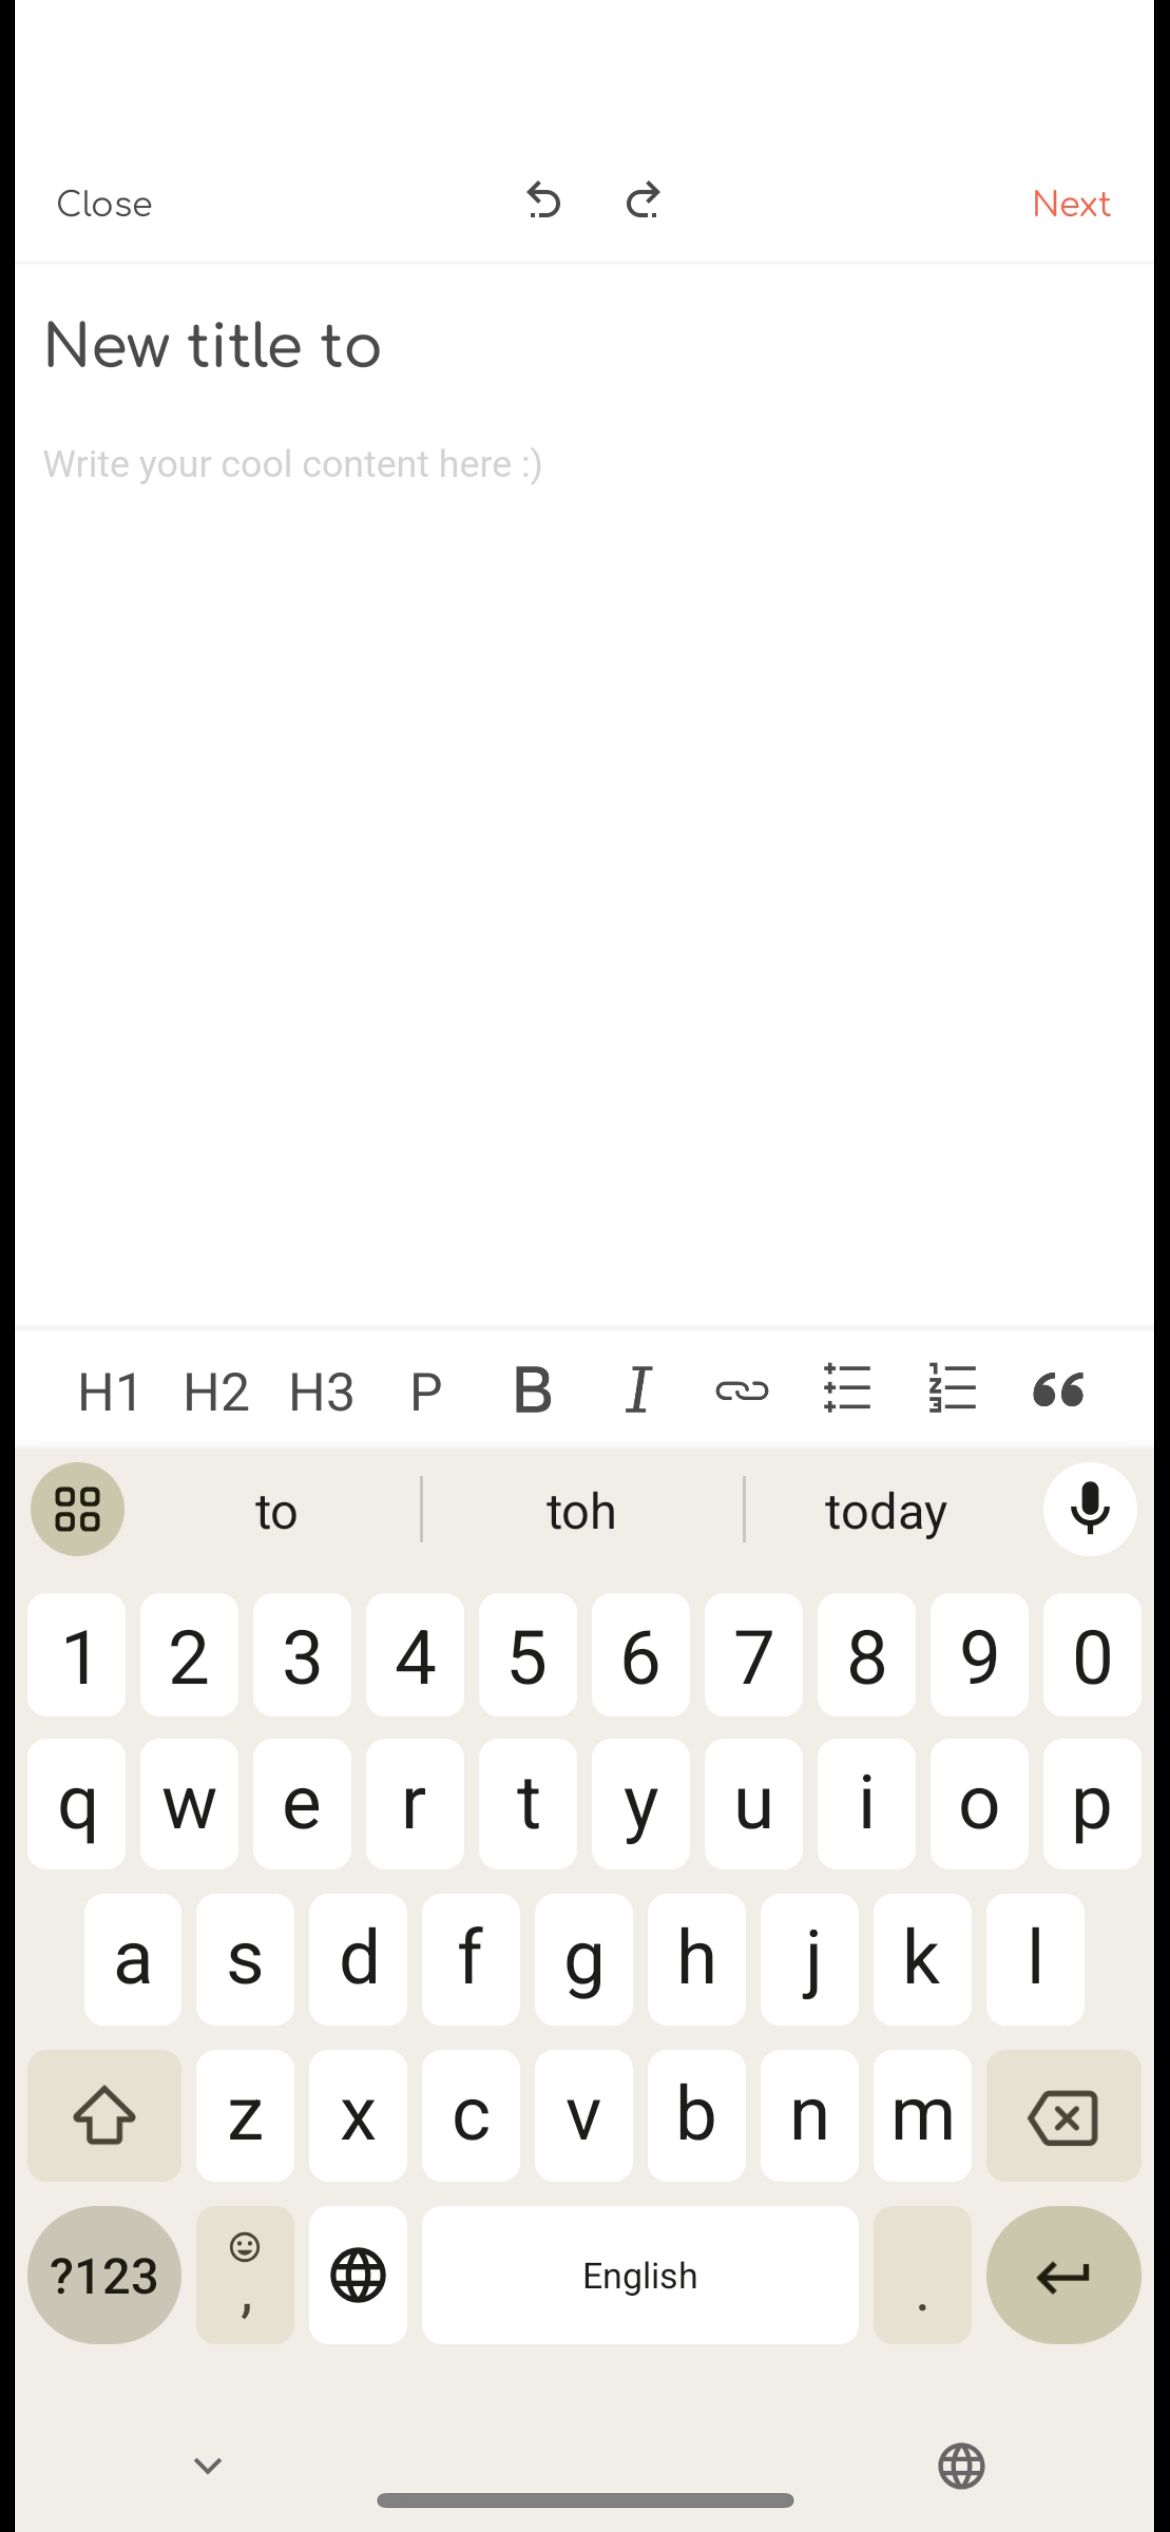 Close
Next
New title to
Write your cool content here :)
H1 H2 H3 P B I
to toh today
1 2 3 4 5 6 7 8 9 0
q w e r t y u i o p
a s d f g h j k l
z x c v b n m
?123 , English .